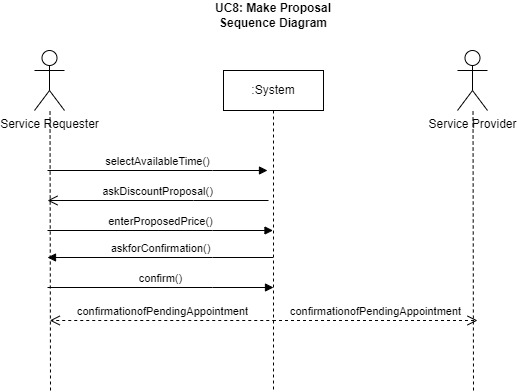 UC8: Make Proposal
Sequence Diagram
:System
Service Requester
Service Provider
selectAvailableTime()
askDiscountProposal()
enterProposedPrice()
askforConfirmation()
confirm()
confirmationofPendingAppointment
confirmationofPendingAppointment